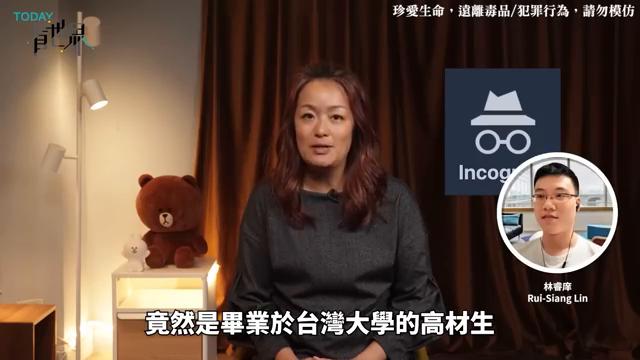 TODAY
珍愛生命，遠離毒品/犯罪行為，請勿模仿
Incogn
林睿庠
Rui-Siang Lin
竟然是畢業於台灣大學的高材生